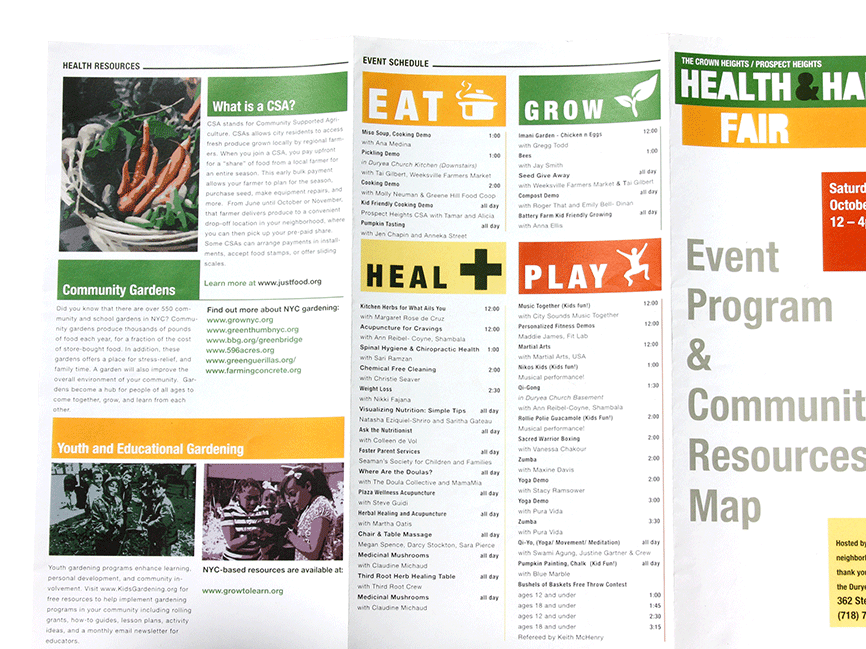 HEALTH RESOURCES
What is a CSA?
CSA stands for Community Supported Agri-
culture. CSAs allow city residents to access
fresh produce grown locally by regional farm-
ers. When you join a CSA, you pay upfront
for a "share" of food from a local farmer for
an entire season. This early bulk payment
allows your farmer to plan for the season,
purchase seed, make equipment repairs, and
more. From June until October or November,
that farmer delivers produce to a convenient
drop-off location in your neighborhood, where
you can then pick up your pre-paid share.
Some CSAs can arrange payments in install-
ments, accept food stamps, or offer sliding
scales.
Learn more at www.justfood.org
Community Gardens
Did you know that there are over 550 com-
munity and school gardens in NYC? Commu-
nity gardens produce thousands of pounds
of food each year, for a fraction of the cost
of store-bought food. In addition, these
gardens offers a place for stress-relief, and
family time. A garden will also improve the
overall environment of your community. Gar-
dens become a hub for people of all ages to
come together, grow, and learn from each
other.
Find out more about NYC gardening:
www.grownyc.org
www.greenthumbnyc.org
www.bbg.org/greenbridge
www.596acres.org
www.greenguerillas.org/
www.farmingconcrete.org
Youth and Educational Gardening
Youth gardening programs enhance learning,
personal development, and community in-
volvement. Visit www.KidsGardening.org for
free resources to help implement gardening
programs in your community including rolling
grants, how-to guides, lesson plans, activity
ideas, and a monthly email newsletter for
educators.
NYC-based resources are available at:
www.growtolearn.org
EVENT SCHEDULE
EAT
Miso Soup, Cooking Demo 1:00
with Ana Medina
Pickling Demo 1:00
in Duryea Church Kitchen (Downstairs)
with Tai Gilbert, Weeksville Farmers Market
Cooking Demo 2:00
with Molly Neuman & Greene Hill Food Coop
Kid Friendly Cooking Demo all day
Prospect Heights CSA with Tamar and Alicia
Pumpkin Tasting all day
with Jen Chapin and Anneka Street
GROW
Imani Garden - Chicken n Eggs 12:00
with Gregg Todd
Bees 1:00
with Jay Smith
Seed Give Away all day
with Weeksville Farmers Market & Tai Gilbert
Compost Demo all day
with Roger That and Emily Bell- Dinan
Battery Farm Kid Friendly Growing all day
with Anna Ellis
HEAL
Kitchen Herbs for What Ails You 12:00
with Margaret Rose de Cruz
Acupuncture for Cravings 12:00
with Ann Reibel- Coyne, Shambala
Spinal Hygiene & Chiropractic Health 1:00
with Sari Ramzan
Chemical Free Cleaning 2:00
with Christie Seaver
Weight Loss 2:30
with Nikki Fajana
Visualizing Nutrition: Simple Tips all day
Natasha Eziquiel-Shriro and Saritha Gateau
Ask the Nutritionist all day
with Colleen de Vol
Foster Parent Services all day
Seaman's Society for Children and Families
Where Are the Doulas? all day
with The Doula Collective and MamaMia
Plaza Wellness Acupuncture all day
with Steve Guidi
Herbal Healing and Acupuncture all day
with Martha Oatis
Chair & Table Massage all day
Megan Spence, Darcy Stockton, Sara Pierce
Medicinal Mushrooms all day
with Claudine Michaud
Third Root Herb Healing Table all day
with Third Root Crew
Medicinal Mushrooms all day
with Claudine Michaud
PLAY
Music Together (Kids fun!) 12:00
with City Sounds Music Together
Personalized Fitness Demos 12:00
Maddie James, Fit Lab
Martial Arts 12:00
with Martial Arts, USA
Nikos Kids (Kids fun!) 1:00
Musical performance!
Qi-Gong 1:30
in Duryea Church Basement
with Ann Reibel-Coyne, Shambala
Rollie Polie Guacamole (Kids Fun!) 2:00
Musical performance!
Sacred Warrior Boxing 2:00
with Vanessa Chakour
Zumba 2:00
with Maxine Davis
Yoga Demo 2:00
with Stacy Ramsower
Yoga Demo 3:00
with Pura Vida
Zumba 3:30
with Pura Vida
Qi-Yo, (Yoga/ Movement/ Meditation) all day
with Swami Agung, Justine Gartner & Crew
Pumpkin Painting, Chalk (Kid Fun!) all day
with Blue Marble
Bushels of Baskets Free Throw Contest
ages 12 and under 1:00
ages 18 and under 1:45
ages 12 and under 2:30
ages 18 and under 3:15
Refereed by Keith McHenry
THE CROWN HEIGHTS / PROSPECT HEIGHTS
HEALTH & HA
FAIR
Saturd
October
12 – 4p
Event
Program
&
Communit
Resources
Map
Hosted by
neighborh
thank you
the Durye
362 Ste
(718) 7